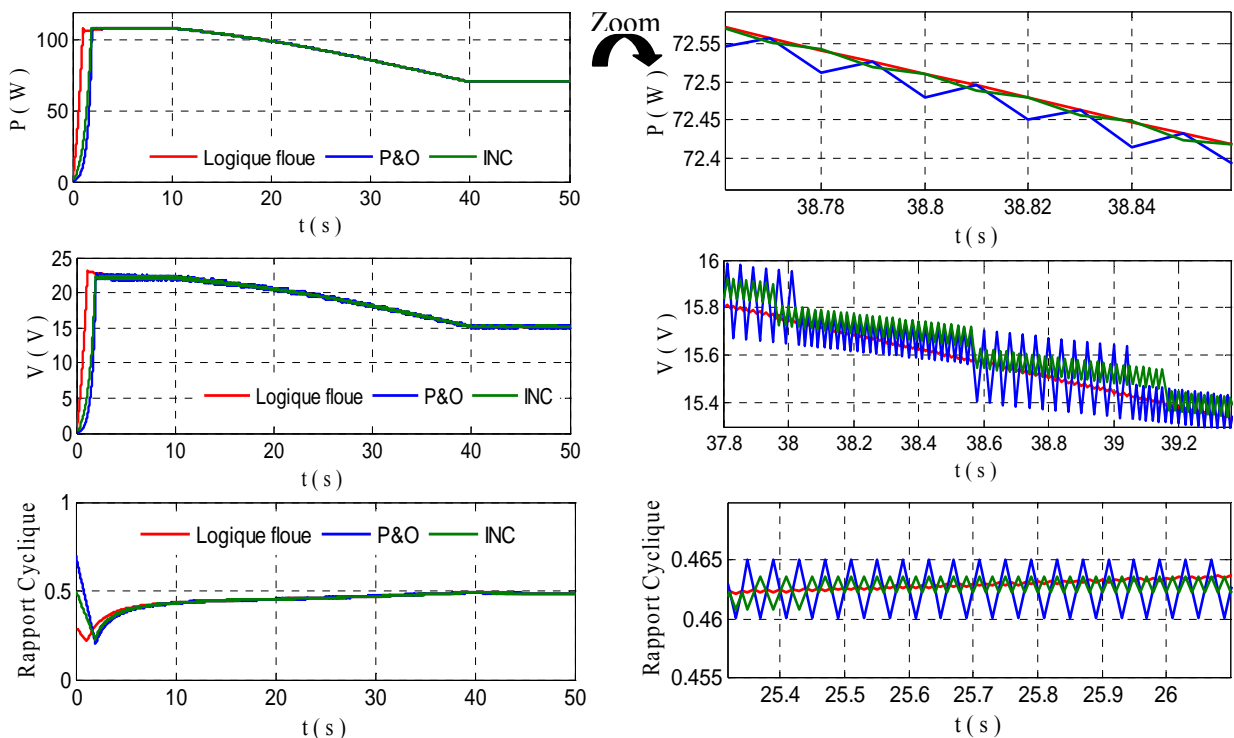 Zoom
P ( W )
100
50
0
Logique floue P&O INC
0 10 20 30 40 50
t ( s )
P ( W )
72.55
72.5
72.45
72.4
38.78 38.8 38.82 38.84
t ( s )
V ( V )
25
20
15
10
5
0
Logique floue P&O INC
0 10 20 30 40 50
t ( s )
V ( V )
16
15.8
15.6
15.4
37.8 38 38.2 38.4 38.6 38.8 39 39.2
t ( s )
Rapport Cyclique
1
0.5
0
Logique floue P&O INC
0 10 20 30 40 50
t ( s )
Rapport Cyclique
0.465
0.46
0.455
25.4 25.5 25.6 25.7 25.8 25.9 26
t ( s )